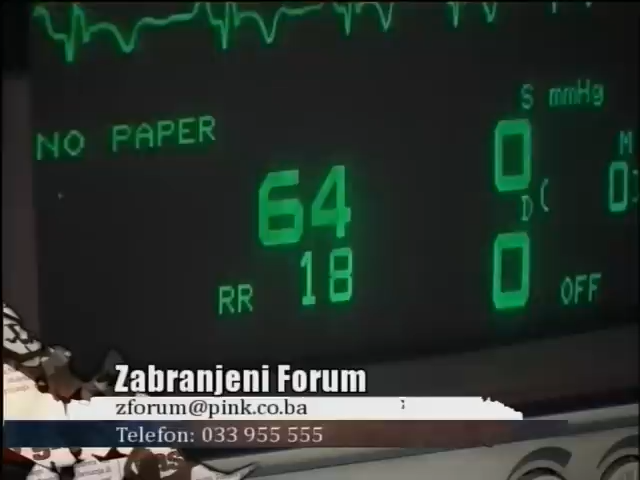 S mmHg
NO PAPER
0
M
64
D ( 0 )
RR 18
0
OFF
Zabranjeni Forum
zforum@pink.co.ba
Telefon: 033 955 555